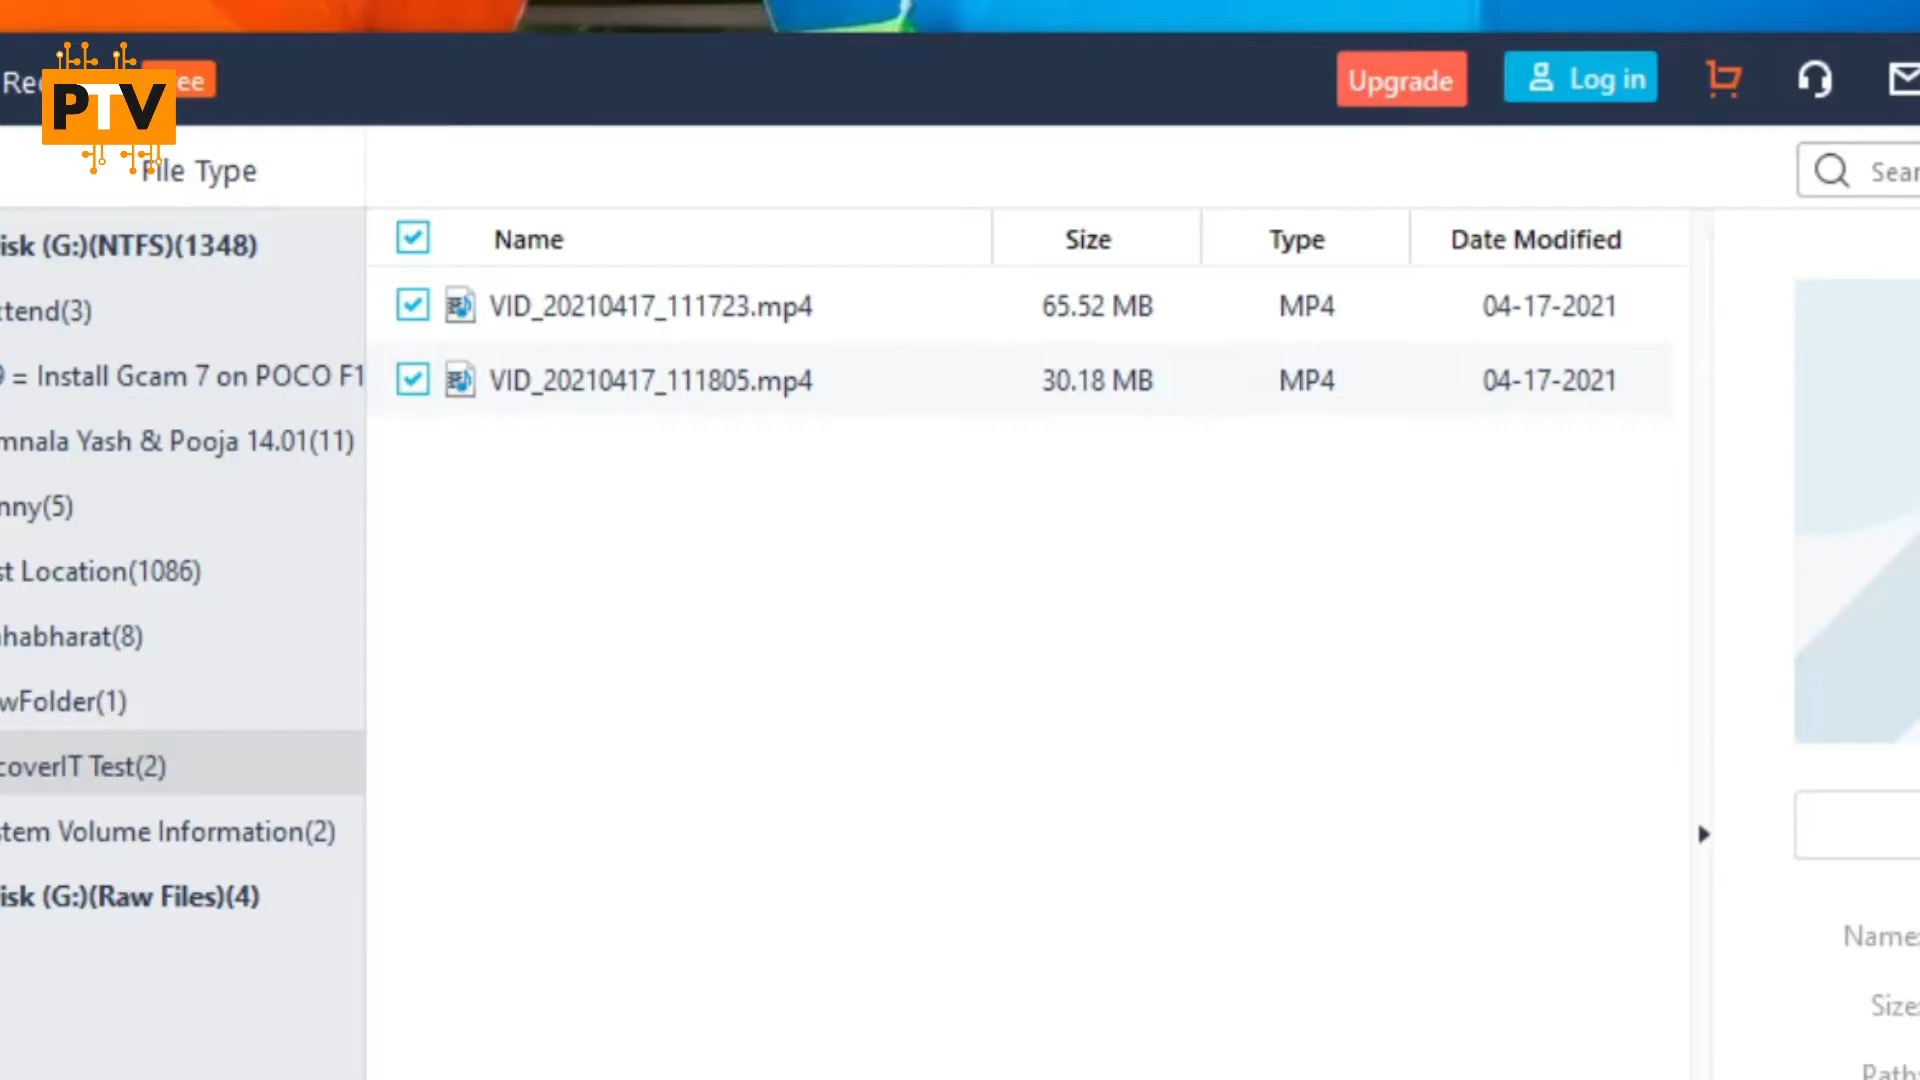 PTV
Upgrade
Log in
File Type
Name Size Type Date Modified
isk (G:)(NTFS)(1348)
VID_20210417_111723.mp4 65.52 MB MP4 04-17-2021
tend(3)
= Install Gcam 7 on POCO F1
VID_20210417_111805.mp4 30.18 MB MP4 04-17-2021
mnala Yash & Pooja 14.01(11)
nny(5)
st Location(1086)
habharat(8)
wFolder(1)
coverIT Test(2)
stem Volume Information(2)
isk (G:)(Raw Files)(4)
Name:
Size:
Path: